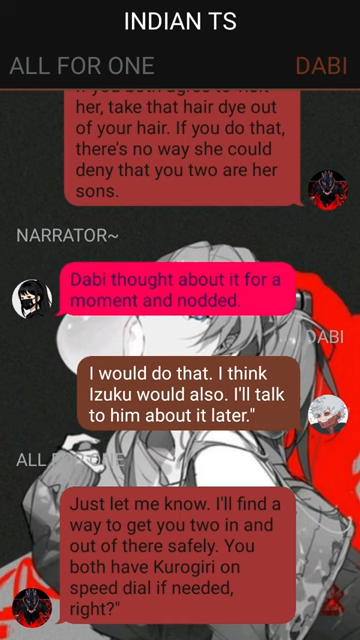 INDIAN TS
ALL FOR ONE
DABI
her, take that hair dye out
of your hair. If you do that,
there's no way she could
deny that you two are her
sons.
NARRATOR~
Dabi thought about it for a
moment and nodded.
DABI
I would do that. I think
Izuku would also. I'll talk
to him about it later."
ALL FOR ONE
Just let me know. I'll find a
way to get you two in and
out of there safely. You
both have Kurogiri on
speed dial if needed,
right?"